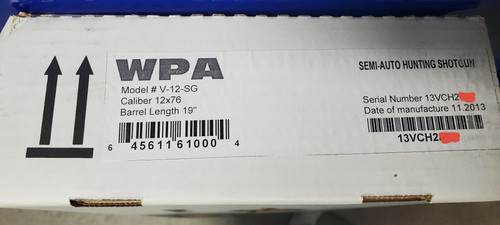 WPA
Model # V-12-SG
Caliber 12x76
Barrel Length 19"
6 45611 61000 4
SEMI-AUTO HUNTING SHOTGUN
Serial Number 13VCH2
Date of manufacture 11.2013
13VCH2